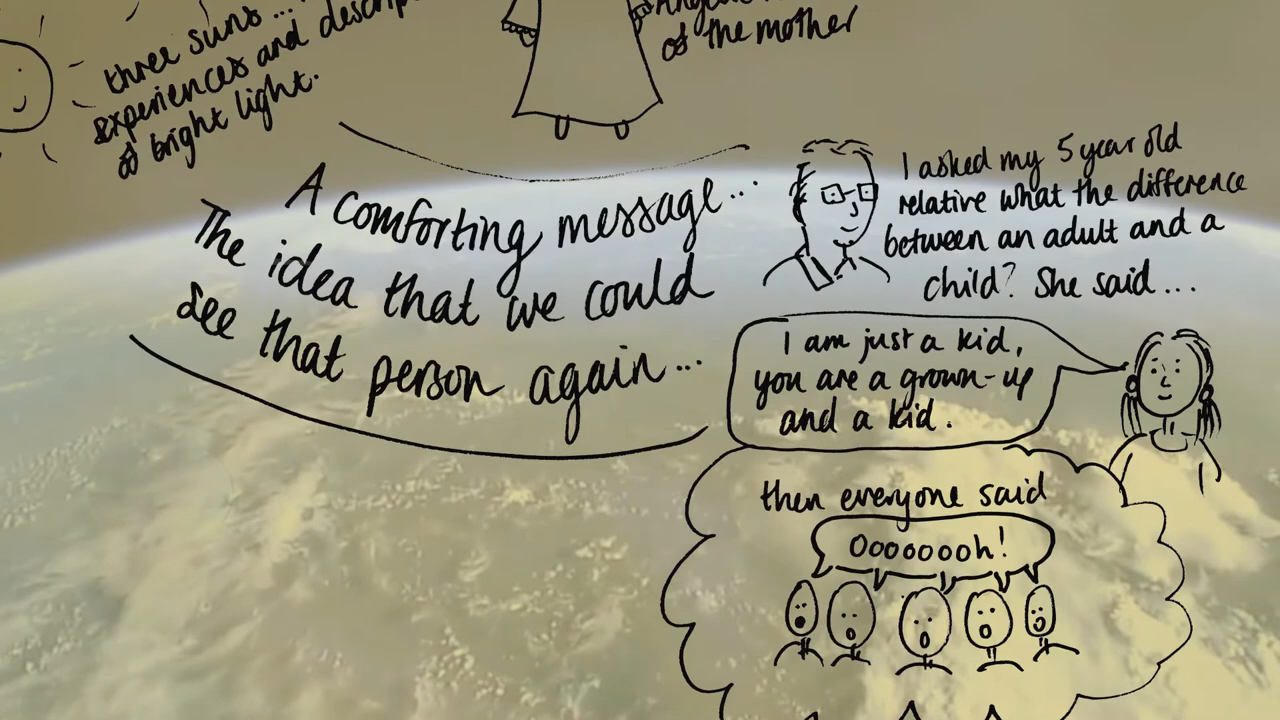 three suns...
experiences and
of bright light.
of the mother
A comforting message...
The idea that we could
see that person again...
I asked my 5 year old
relative what the difference
between an adult and a
child? She said...
I am just a kid,
you are a grown-up
and a kid.
then everyone said
Oooooooh!